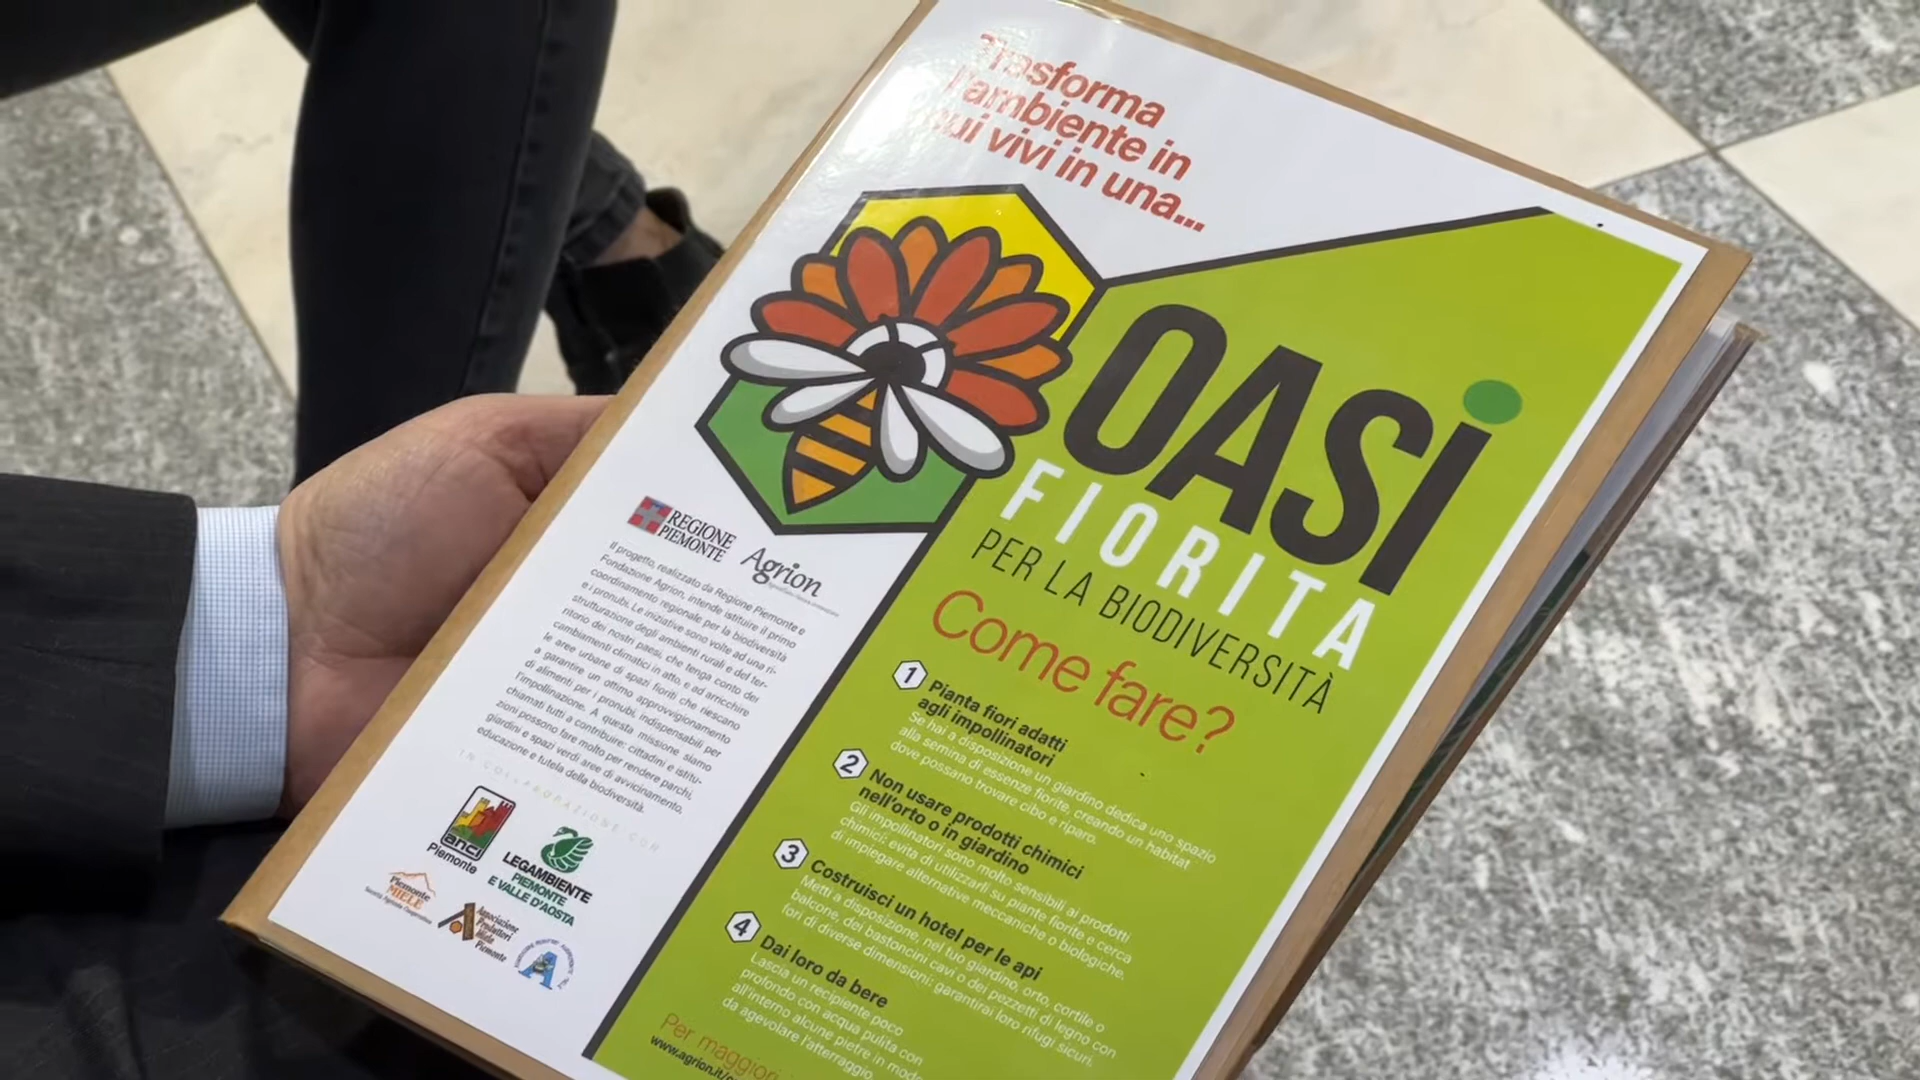 Trasforma
l'ambiente in
cui vivi in una...
OASi
FIORITA
PER LA BIODIVERSITÀ
Come fare?
1 Pianta fiori adatti
agli impollinatori
Se hai a disposizione un giardino dedica uno spazio
alla semina di essenze fiorite, creando un habitat
dove possano trovare cibo e riparo.
2 Non usare prodotti chimici
nell'orto o in giardino
Gli impollinatori sono molto sensibili ai prodotti
chimici: evita di utilizzarli su piante fiorite e cerca
di impiegare alternative meccaniche o biologiche.
3 Costruisci un hotel per le api
Metti a disposizione, nel tuo giardino, orto, cortile o
balcone, dei bastoncini cavi o dei pezzetti di legno con
fori di diverse dimensioni: garantirai loro rifugi sicuri.
4 Dai loro da bere
Lascia un recipiente poco
profondo con acqua pulita con
all'interno alcune pietre in modo
da agevolare l'atterraggio
Per maggiori
www.agrion.it/
REGIONE
PIEMONTE
Agrion
Il progetto, realizzato da Regione Piemonte e
Fondazione Agrion, intende istituire il primo
coordinamento regionale per la biodiversità
e i pronubi. Le iniziative sono volte ad una ri-
strutturazione degli ambienti rurali e del ter-
ritorio dei nostri paesi, che tenga conto dei
cambiamenti climatici in atto, e ad arricchire
le aree urbane di spazi fioriti che riescano
a garantire un ottimo approvvigionamento
di alimenti per i pronubi, indispensabili per
l'impollinazione. A questa missione siamo
chiamati tutti a contribuire: cittadini e istitu-
zioni possono fare molto per rendere parchi,
giardini e spazi verdi aree di avvicinamento,
educazione e tutela della biodiversità.
IN COLLABORAZIONE CON
anci
Piemonte
LEGAMBIENTE
PIEMONTE
E VALLE D'AOSTA
Piemonte
MIELE
Società Agricola Cooperativa
Associazione
Produttori
Miele
Piemonte